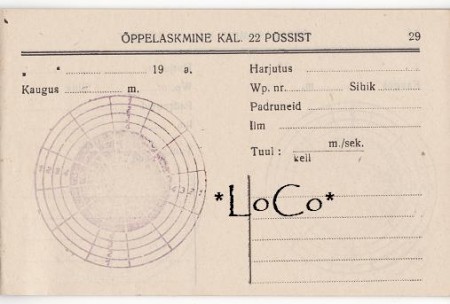 ÕPPELASKMINE KAL. 22 PÜSSIST 29
„ “ 19 a. Harjutus
Kaugus m. Wp. nr. Sihik
Padruneid
Ilm
Tuul: m./sek.
kell
*LoCo*